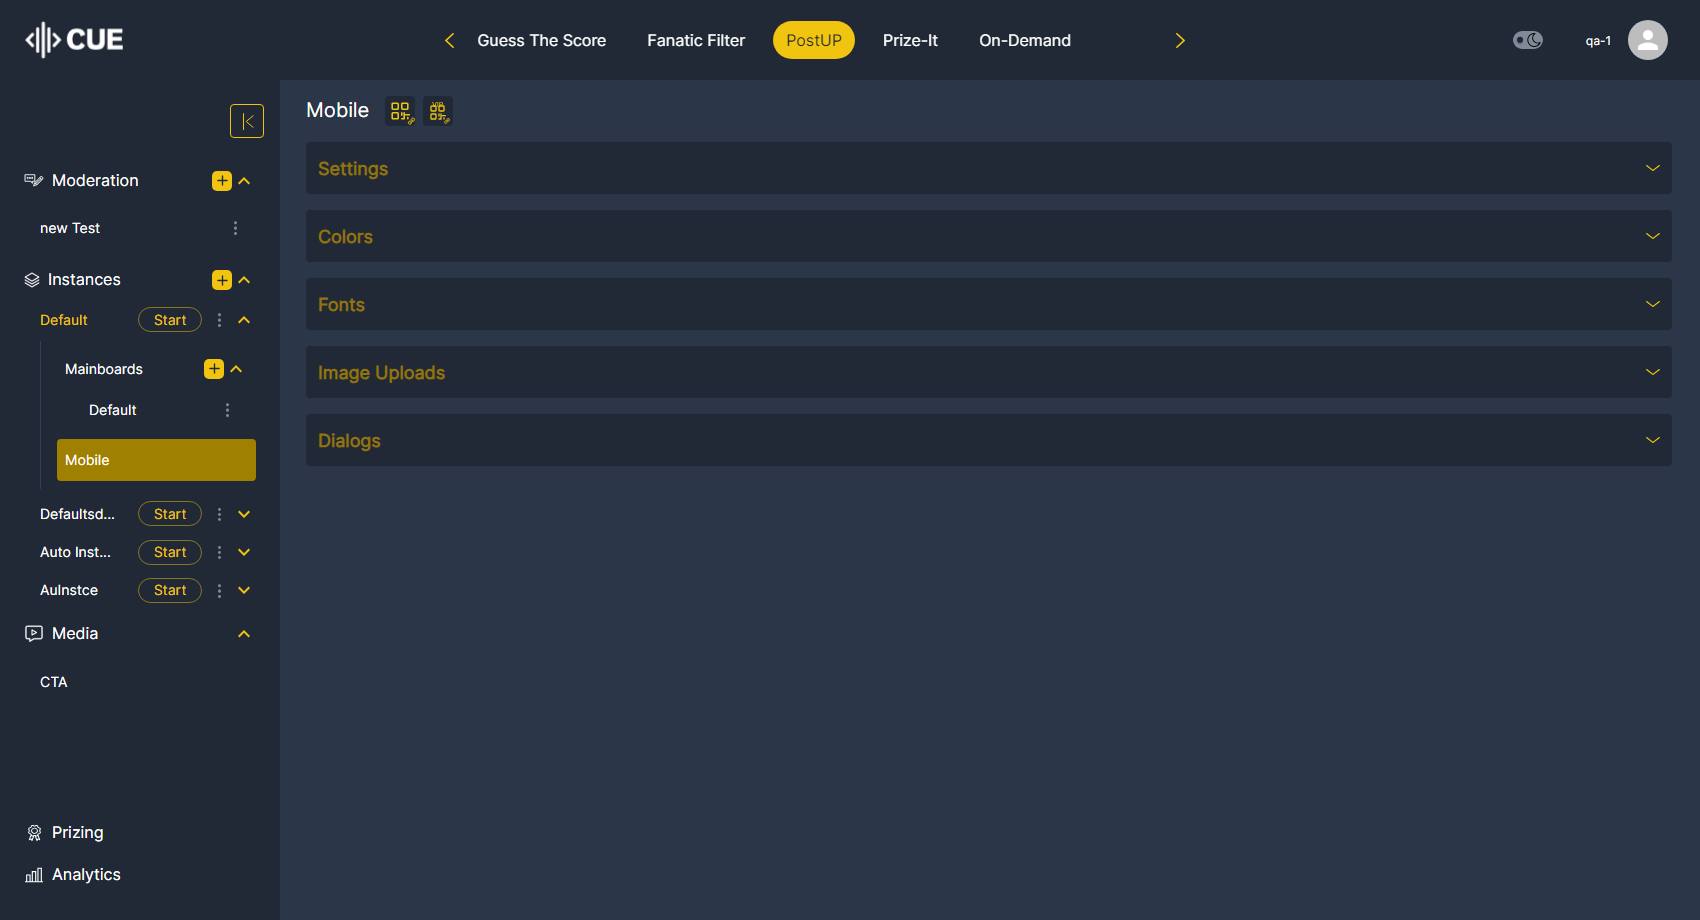 CUE
Guess The Score
Fanatic Filter
PostUP
Prize-It
On-Demand
qa-1
Moderation
new Test
Instances
Default
Start
Mainboards
Default
Mobile
Defaultsd...
Start
Auto Inst...
Start
AuInstce
Start
Media
CTA
Prizing
Analytics
Mobile
Settings
Colors
Fonts
Image Uploads
Dialogs